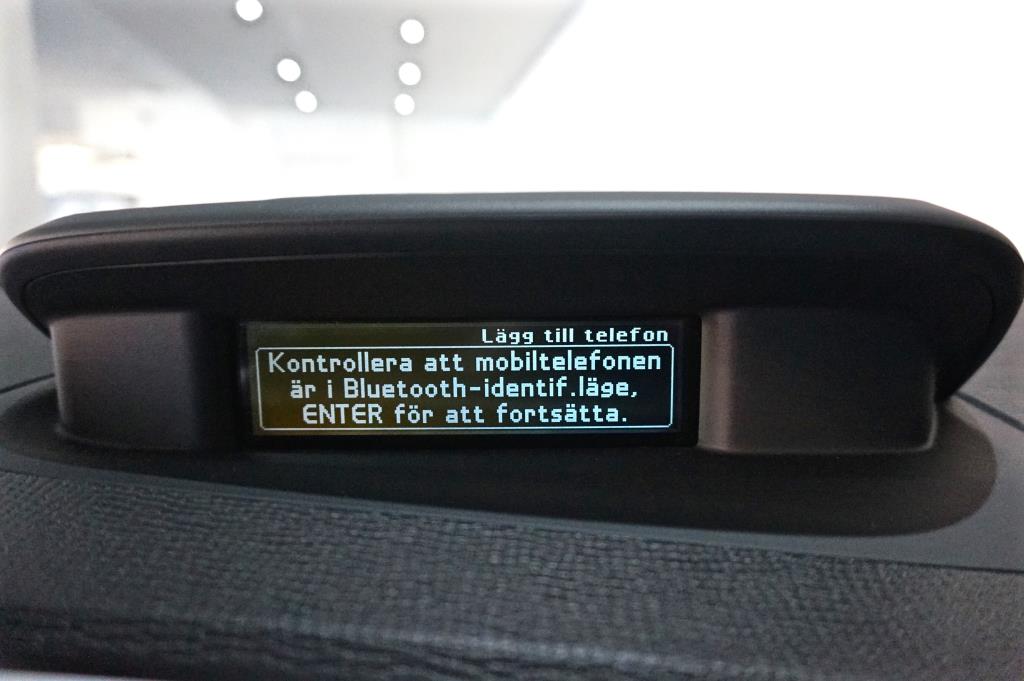 Lägg till telefon
Kontrollera att mobiltelefonen
är i Bluetooth-identif.läge,
ENTER för att fortsätta.